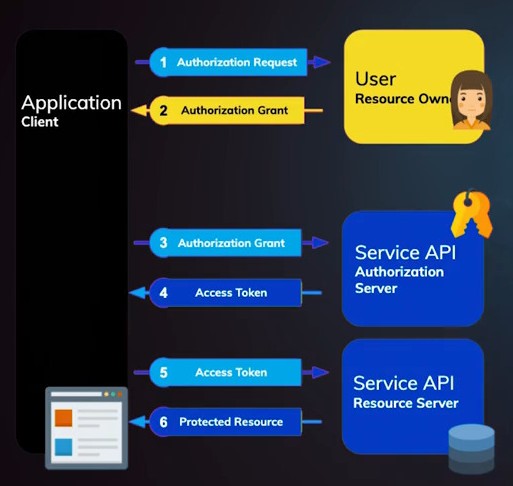 1 Authorization Request
User
Resource Own
Application
Client
2 Authorization Grant
3 Authorization Grant
Service API
Authorization
Server
4 Access Token
5 Access Token
Service API
Resource Server
6 Protected Resource